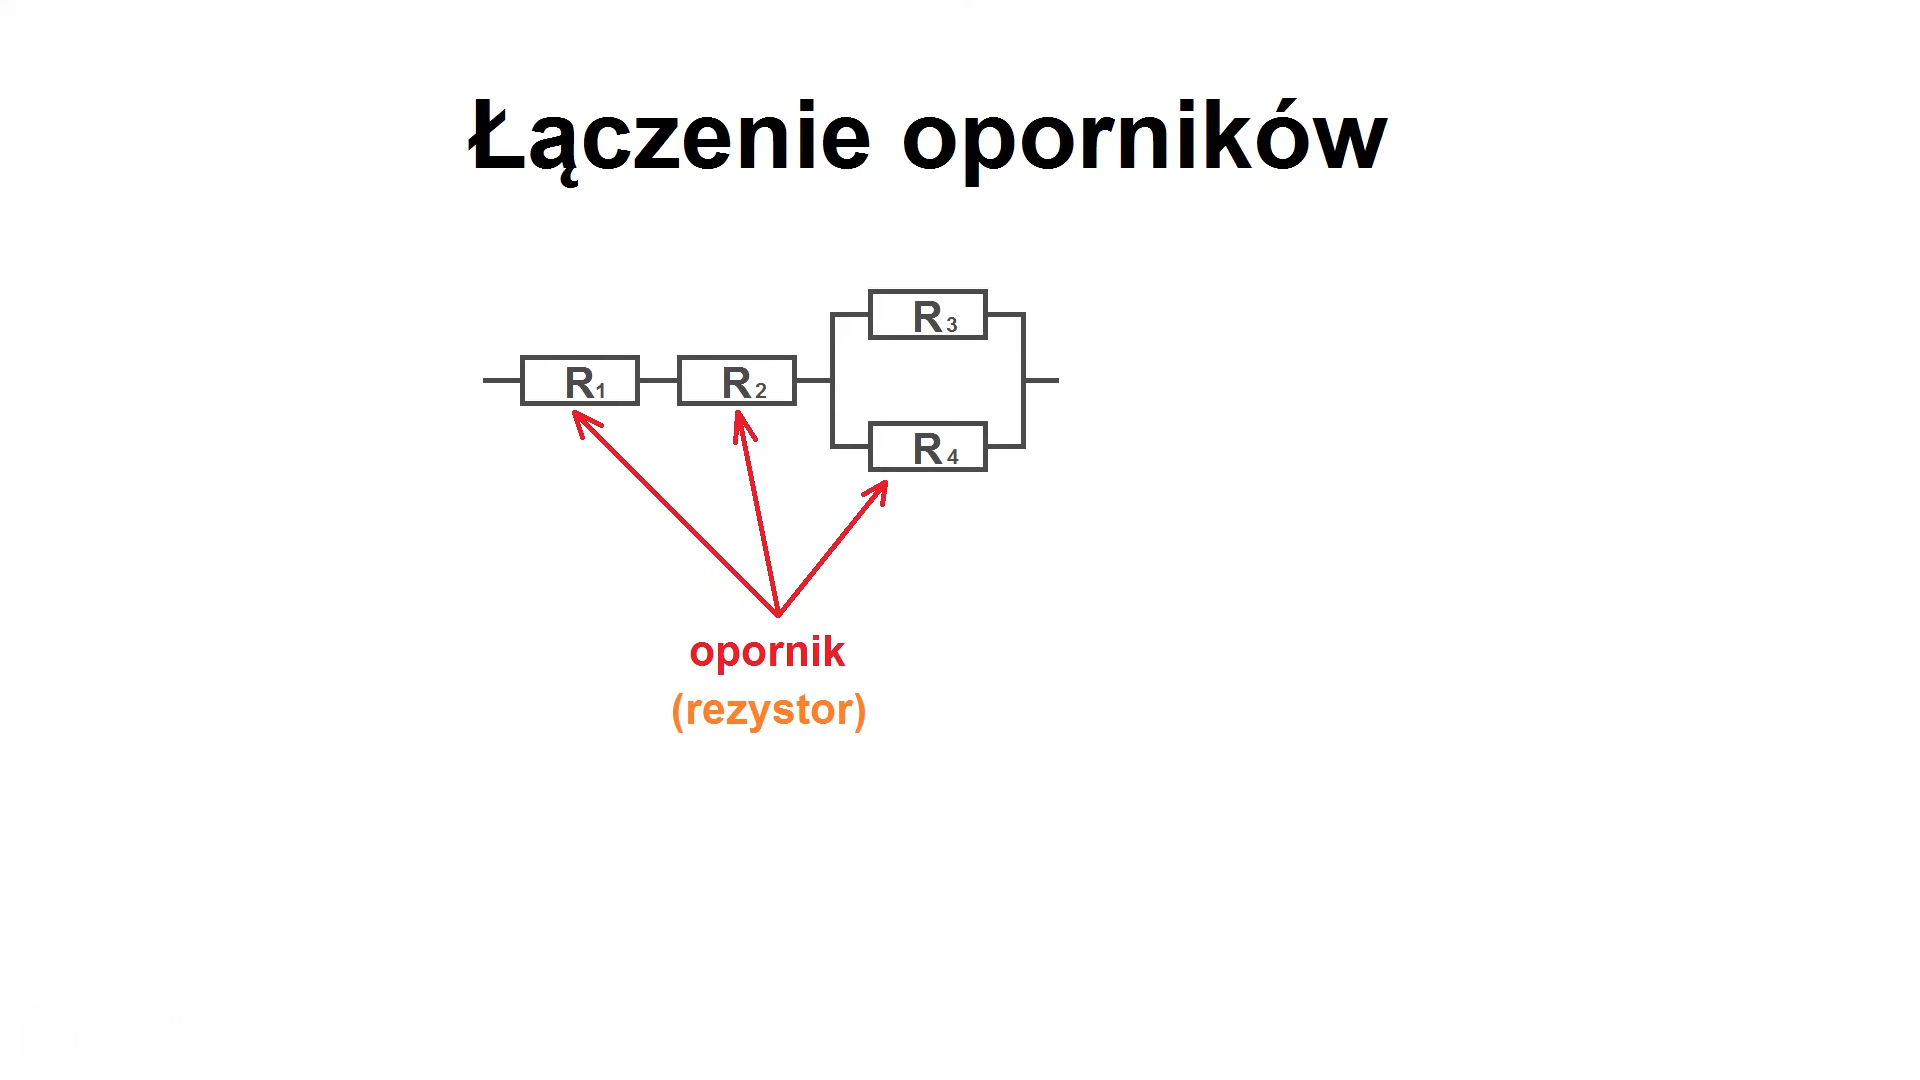 Łączenie oporników
R3
R1 R2
R4
opornik
(rezystor)